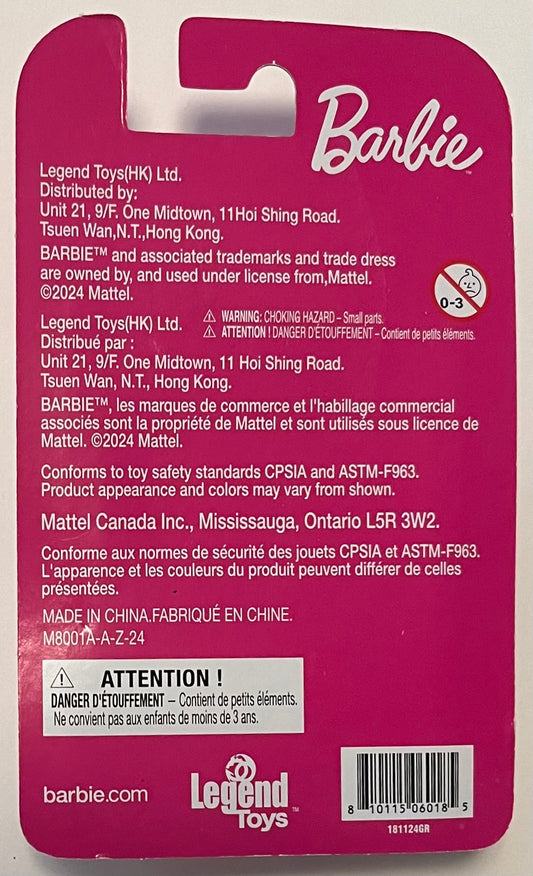 Barbie™
Legend Toys(HK) Ltd.
Distributed by:
Unit 21, 9/F. One Midtown, 11Hoi Shing Road.
Tsuen Wan,N.T.,Hong Kong.
BARBIE™ and associated trademarks and trade dress
are owned by, and used under license from,Mattel.
©2024 Mattel.
0-3
⚠ WARNING: CHOKING HAZARD – Small parts.
⚠ ATTENTION ! DANGER D'ÉTOUFFEMENT – Contient de petits éléments.
Legend Toys(HK) Ltd.
Distribué par :
Unit 21, 9/F. One Midtown, 11 Hoi Shing Road.
Tsuen Wan, N.T., Hong Kong.
BARBIE™, les marques de commerce et l'habillage commercial
associés sont la propriété de Mattel et sont utilisés sous licence de
Mattel. ©2024 Mattel.
Conforms to toy safety standards CPSIA and ASTM-F963.
Product appearance and colors may vary from shown.
Mattel Canada Inc., Mississauga, Ontario L5R 3W2.
Conforme aux normes de sécurité des jouets CPSIA et ASTM-F963.
L'apparence et les couleurs du produit peuvent différer de celles
présentées.
MADE IN CHINA.FABRIQUÉ EN CHINE.
M8001A-A-Z-24
⚠ ATTENTION !
DANGER D'ÉTOUFFEMENT – Contient de petits éléments.
Ne convient pas aux enfants de moins de 3 ans.
barbie.com
Legend
Toys™
8 10115 06018 5
181124GR